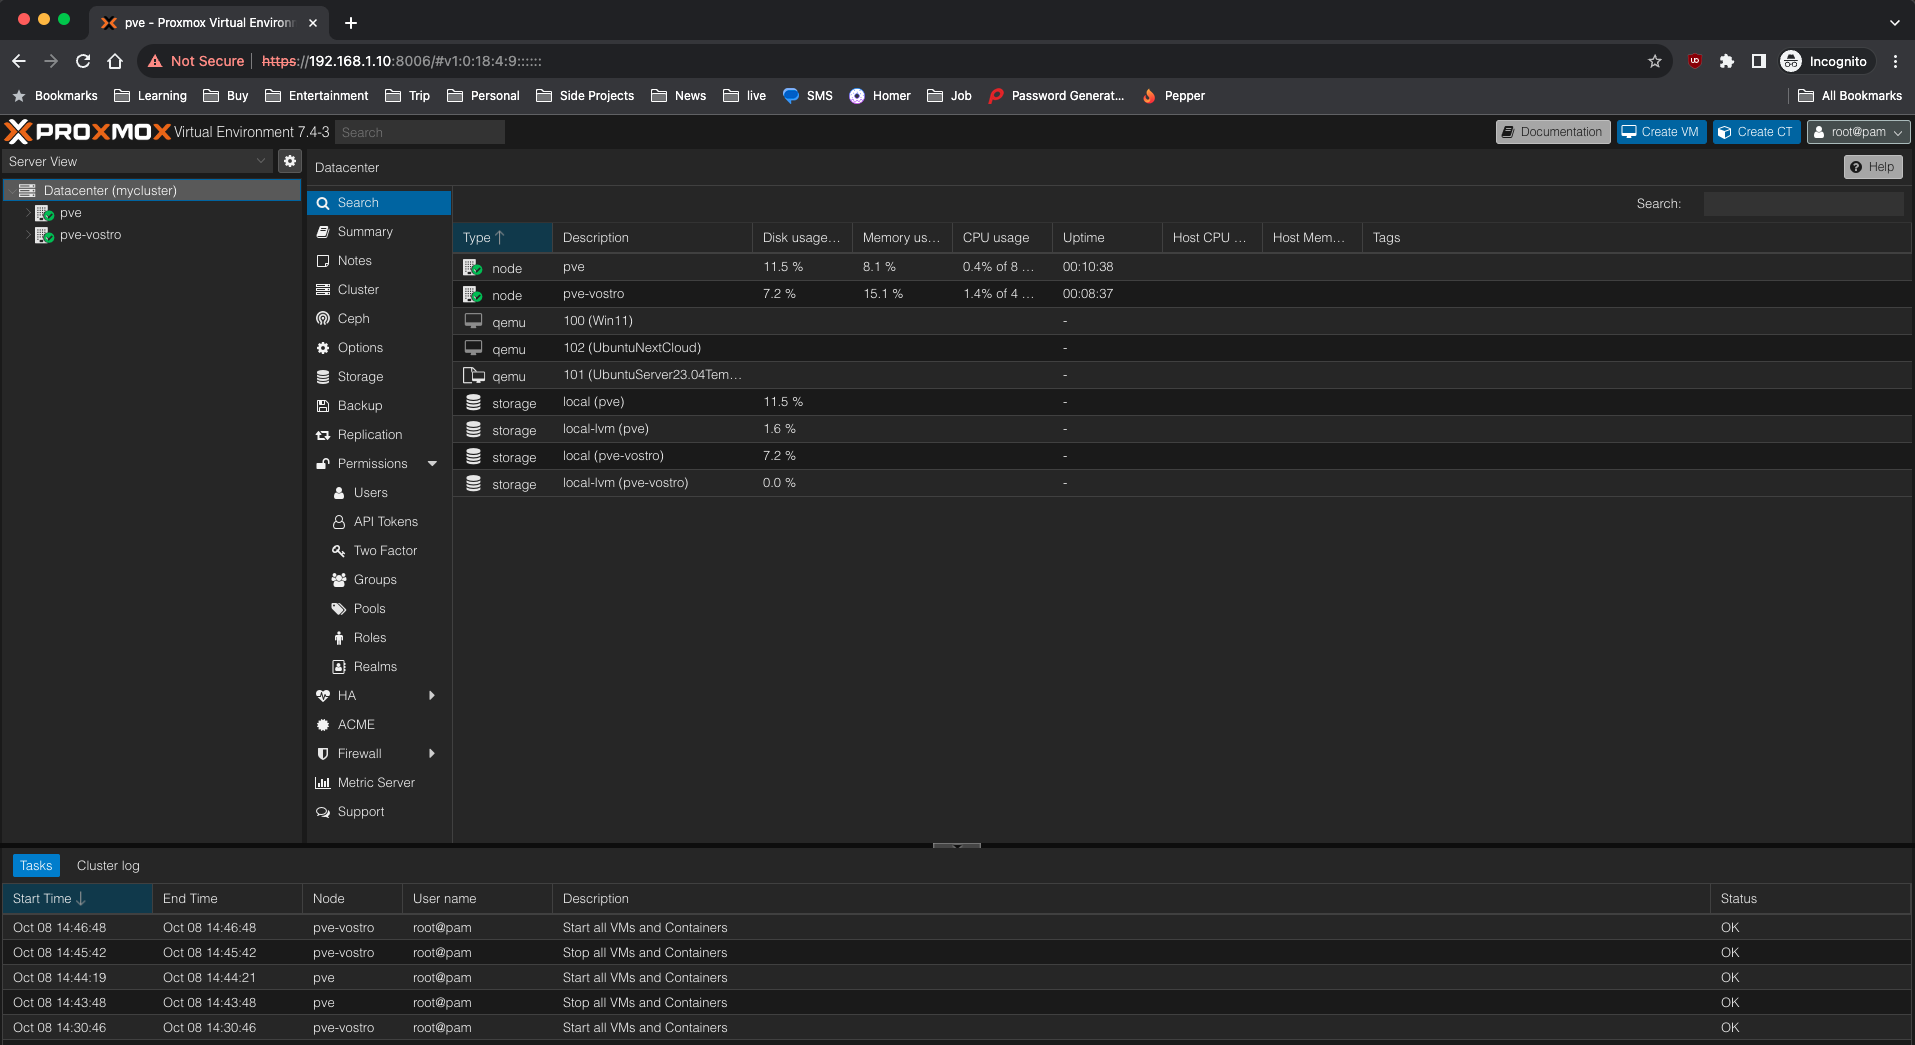 pve - Proxmox Virtual Environ
Not Secure https://192.168.1.10:8006/#v1:0:18:4:9::::::
Incognito
Bookmarks Learning Buy Entertainment Trip Personal Side Projects News live SMS Homer Job Password Generat... Pepper All Bookmarks
PROXMOX Virtual Environment 7.4-3 Search Documentation Create VM Create CT root@pam
Server View
Datacenter Help
Datacenter (mycluster)
pve
pve-vostro
Search
Summary
Notes
Cluster
Ceph
Options
Storage
Backup
Replication
Permissions
Users
API Tokens
Two Factor
Groups
Pools
Roles
Realms
HA
ACME
Firewall
Metric Server
Support
Search:
Type Description Disk usage... Memory us... CPU usage Uptime Host CPU ... Host Mem... Tags
node pve 11.5 % 8.1 % 0.4% of 8 ... 00:10:38
node pve-vostro 7.2 % 15.1 % 1.4% of 4 ... 00:08:37
qemu 100 (Win11) -
qemu 102 (UbuntuNextCloud) -
qemu 101 (UbuntuServer23.04Tem... -
storage local (pve) 11.5 % -
storage local-lvm (pve) 1.6 % -
storage local (pve-vostro) 7.2 % -
storage local-lvm (pve-vostro) 0.0 % -
Tasks Cluster log
Start Time End Time Node User name Description Status
Oct 08 14:46:48 Oct 08 14:46:48 pve-vostro root@pam Start all VMs and Containers OK
Oct 08 14:45:42 Oct 08 14:45:42 pve-vostro root@pam Stop all VMs and Containers OK
Oct 08 14:44:19 Oct 08 14:44:21 pve root@pam Start all VMs and Containers OK
Oct 08 14:43:48 Oct 08 14:43:48 pve root@pam Stop all VMs and Containers OK
Oct 08 14:30:46 Oct 08 14:30:46 pve-vostro root@pam Start all VMs and Containers OK